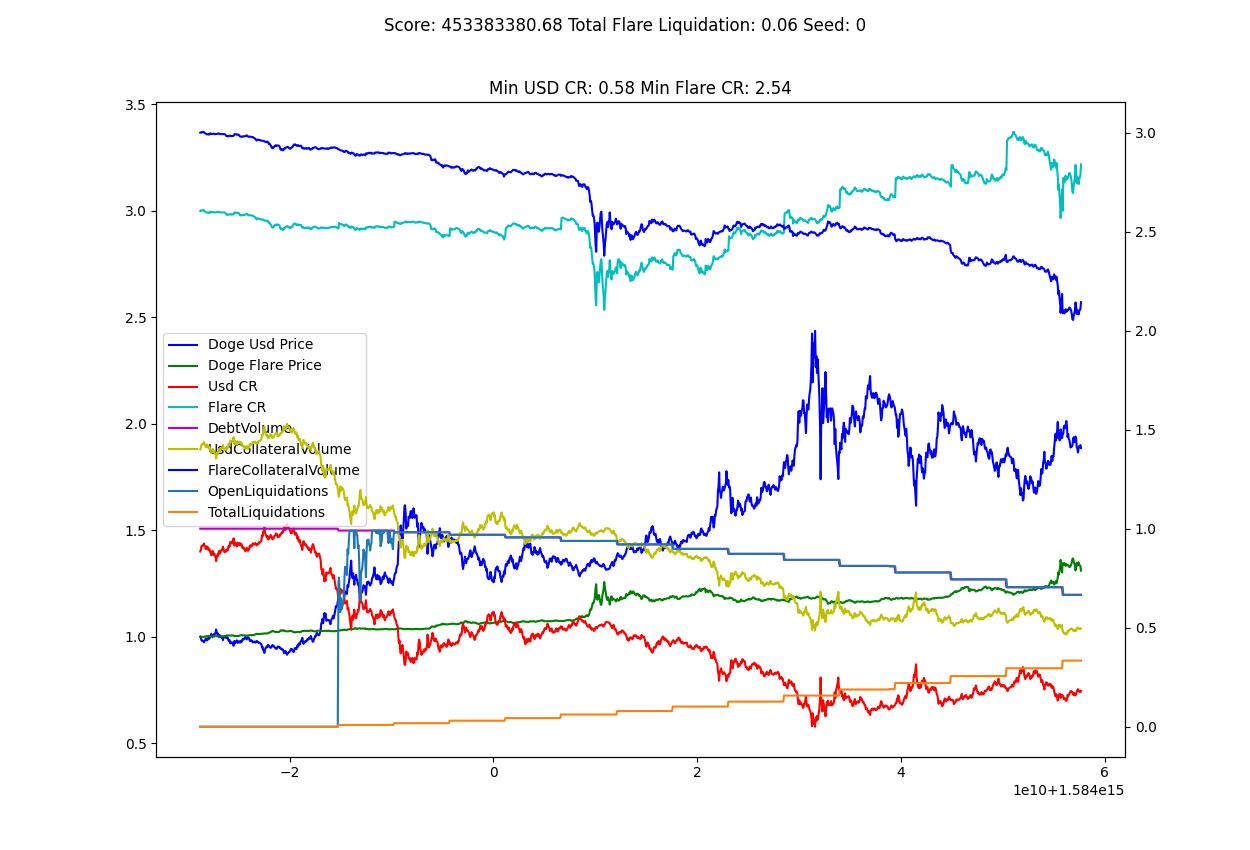 Score: 453383380.68 Total Flare Liquidation: 0.06 Seed: 0
Min USD CR: 0.58 Min Flare CR: 2.54
3.5
3.0
2.5
2.0
1.5
1.0
0.5
3.0
2.5
2.0
1.5
1.0
0.5
0.0
Doge Usd Price
Doge Flare Price
Usd CR
Flare CR
DebtVolume
UsdCollateralVolume
FlareCollateralVolume
OpenLiquidations
TotalLiquidations
−2 0 2 4 6
1e10+1.584e15